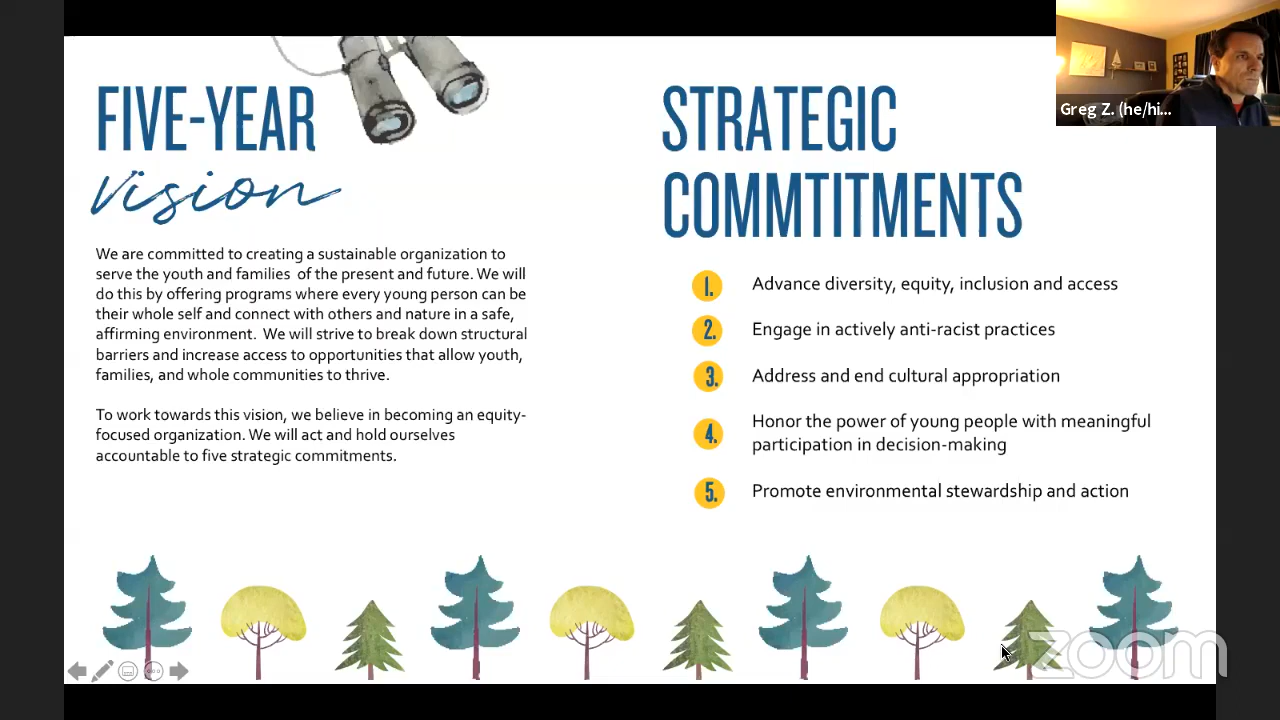 FIVE-YEAR
Vision
We are committed to creating a sustainable organization to
serve the youth and families of the present and future. We will
do this by offering programs where every young person can be
their whole self and connect with others and nature in a safe,
affirming environment. We will strive to break down structural
barriers and increase access to opportunities that allow youth,
families, and whole communities to thrive.
To work towards this vision, we believe in becoming an equity-
focused organization. We will act and hold ourselves
accountable to five strategic commitments.
STRATEGIC
COMMTITMENTS
1. Advance diversity, equity, inclusion and access
2. Engage in actively anti-racist practices
3. Address and end cultural appropriation
4. Honor the power of young people with meaningful
participation in decision-making
5. Promote environmental stewardship and action
Greg Z. (he/hi...
zoom